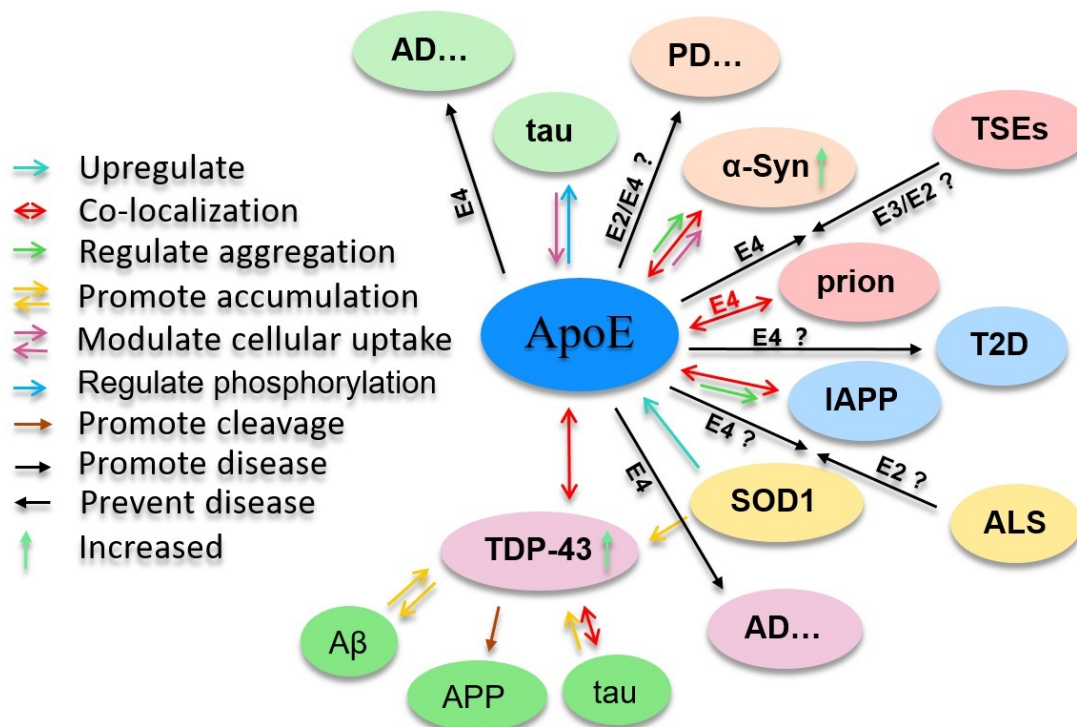 AD...
PD...
TSEs
tau
α-Syn
Upregulate
Co-localization
Regulate aggregation
Promote accumulation
Modulate cellular uptake
Regulate phosphorylation
Promote cleavage
Promote disease
Prevent disease
Increased
E4
E2/E4 ?
E3/E2 ?
E4
prion
E4
ApoE
E4 ?
T2D
IAPP
E4 ?
E2 ?
E4
SOD1
ALS
TDP-43
AD...
Aβ
APP
tau